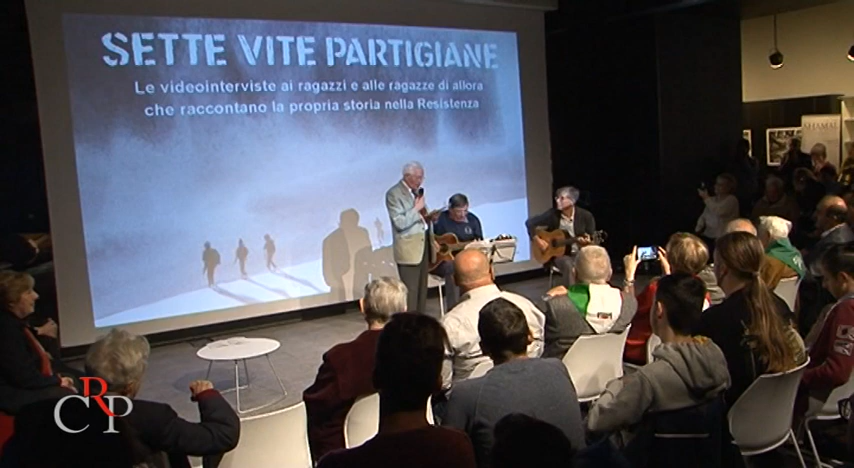 SETTE VITE PARTIGIANE
Le videointerviste ai ragazzi e alle ragazze di allora
che raccontano la propria storia nella Resistenza
CRP